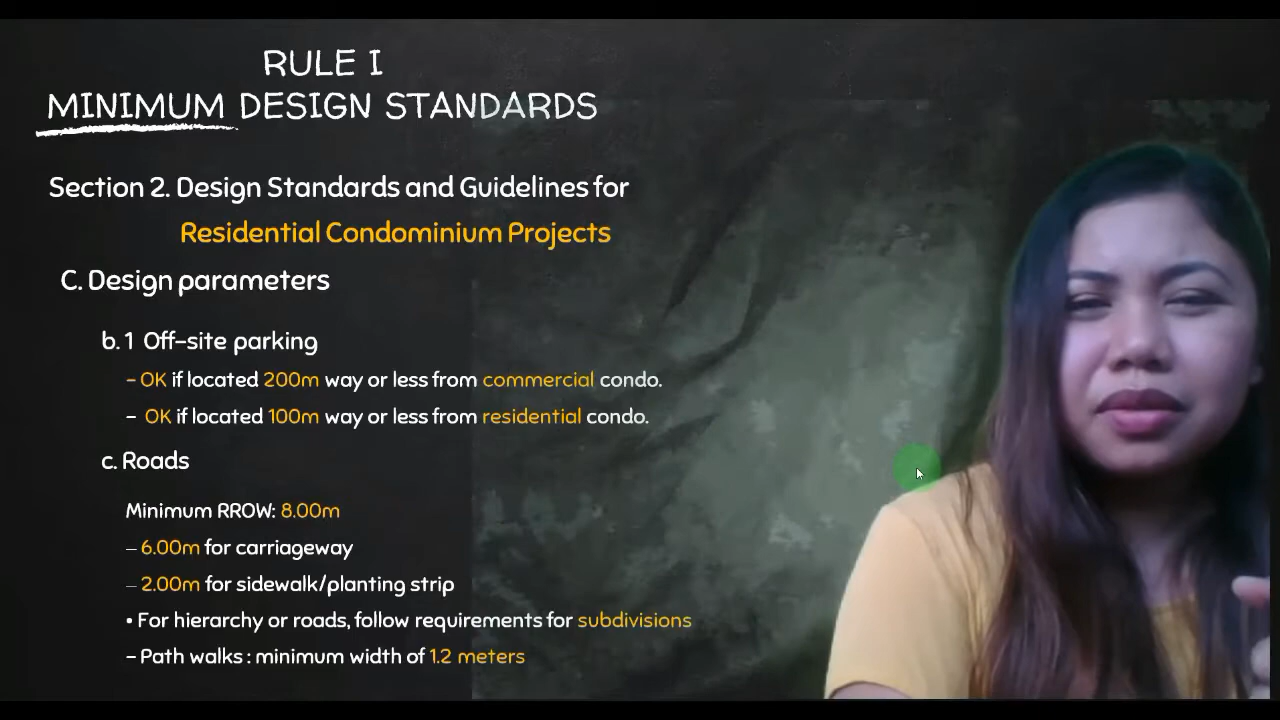 RULE I
MINIMUM DESIGN STANDARDS
Section 2. Design Standards and Guidelines for
Residential Condominium Projects
C. Design parameters
b.1 Off-site parking
- OK if located 200m way or less from commercial condo.
- OK if located 100m way or less from residential condo.
c. Roads
Minimum RROW: 8.00m
- 6.00m for carriageway
- 2.00m for sidewalk/planting strip
• For hierarchy or roads, follow requirements for subdivisions
- Path walks : minimum width of 1.2 meters